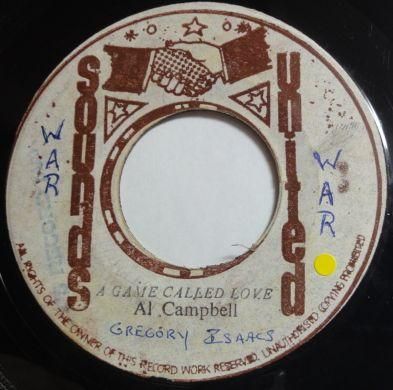 Sounds
United
WAR
WAR
A GAME CALLED LOVE
Al Campbell
GREGORY ISAACS
ALL RIGHTS OF THE OWNER OF THIS RECORD WORK RESERVED. UNAUTHORISED COPYING PROHIBITED